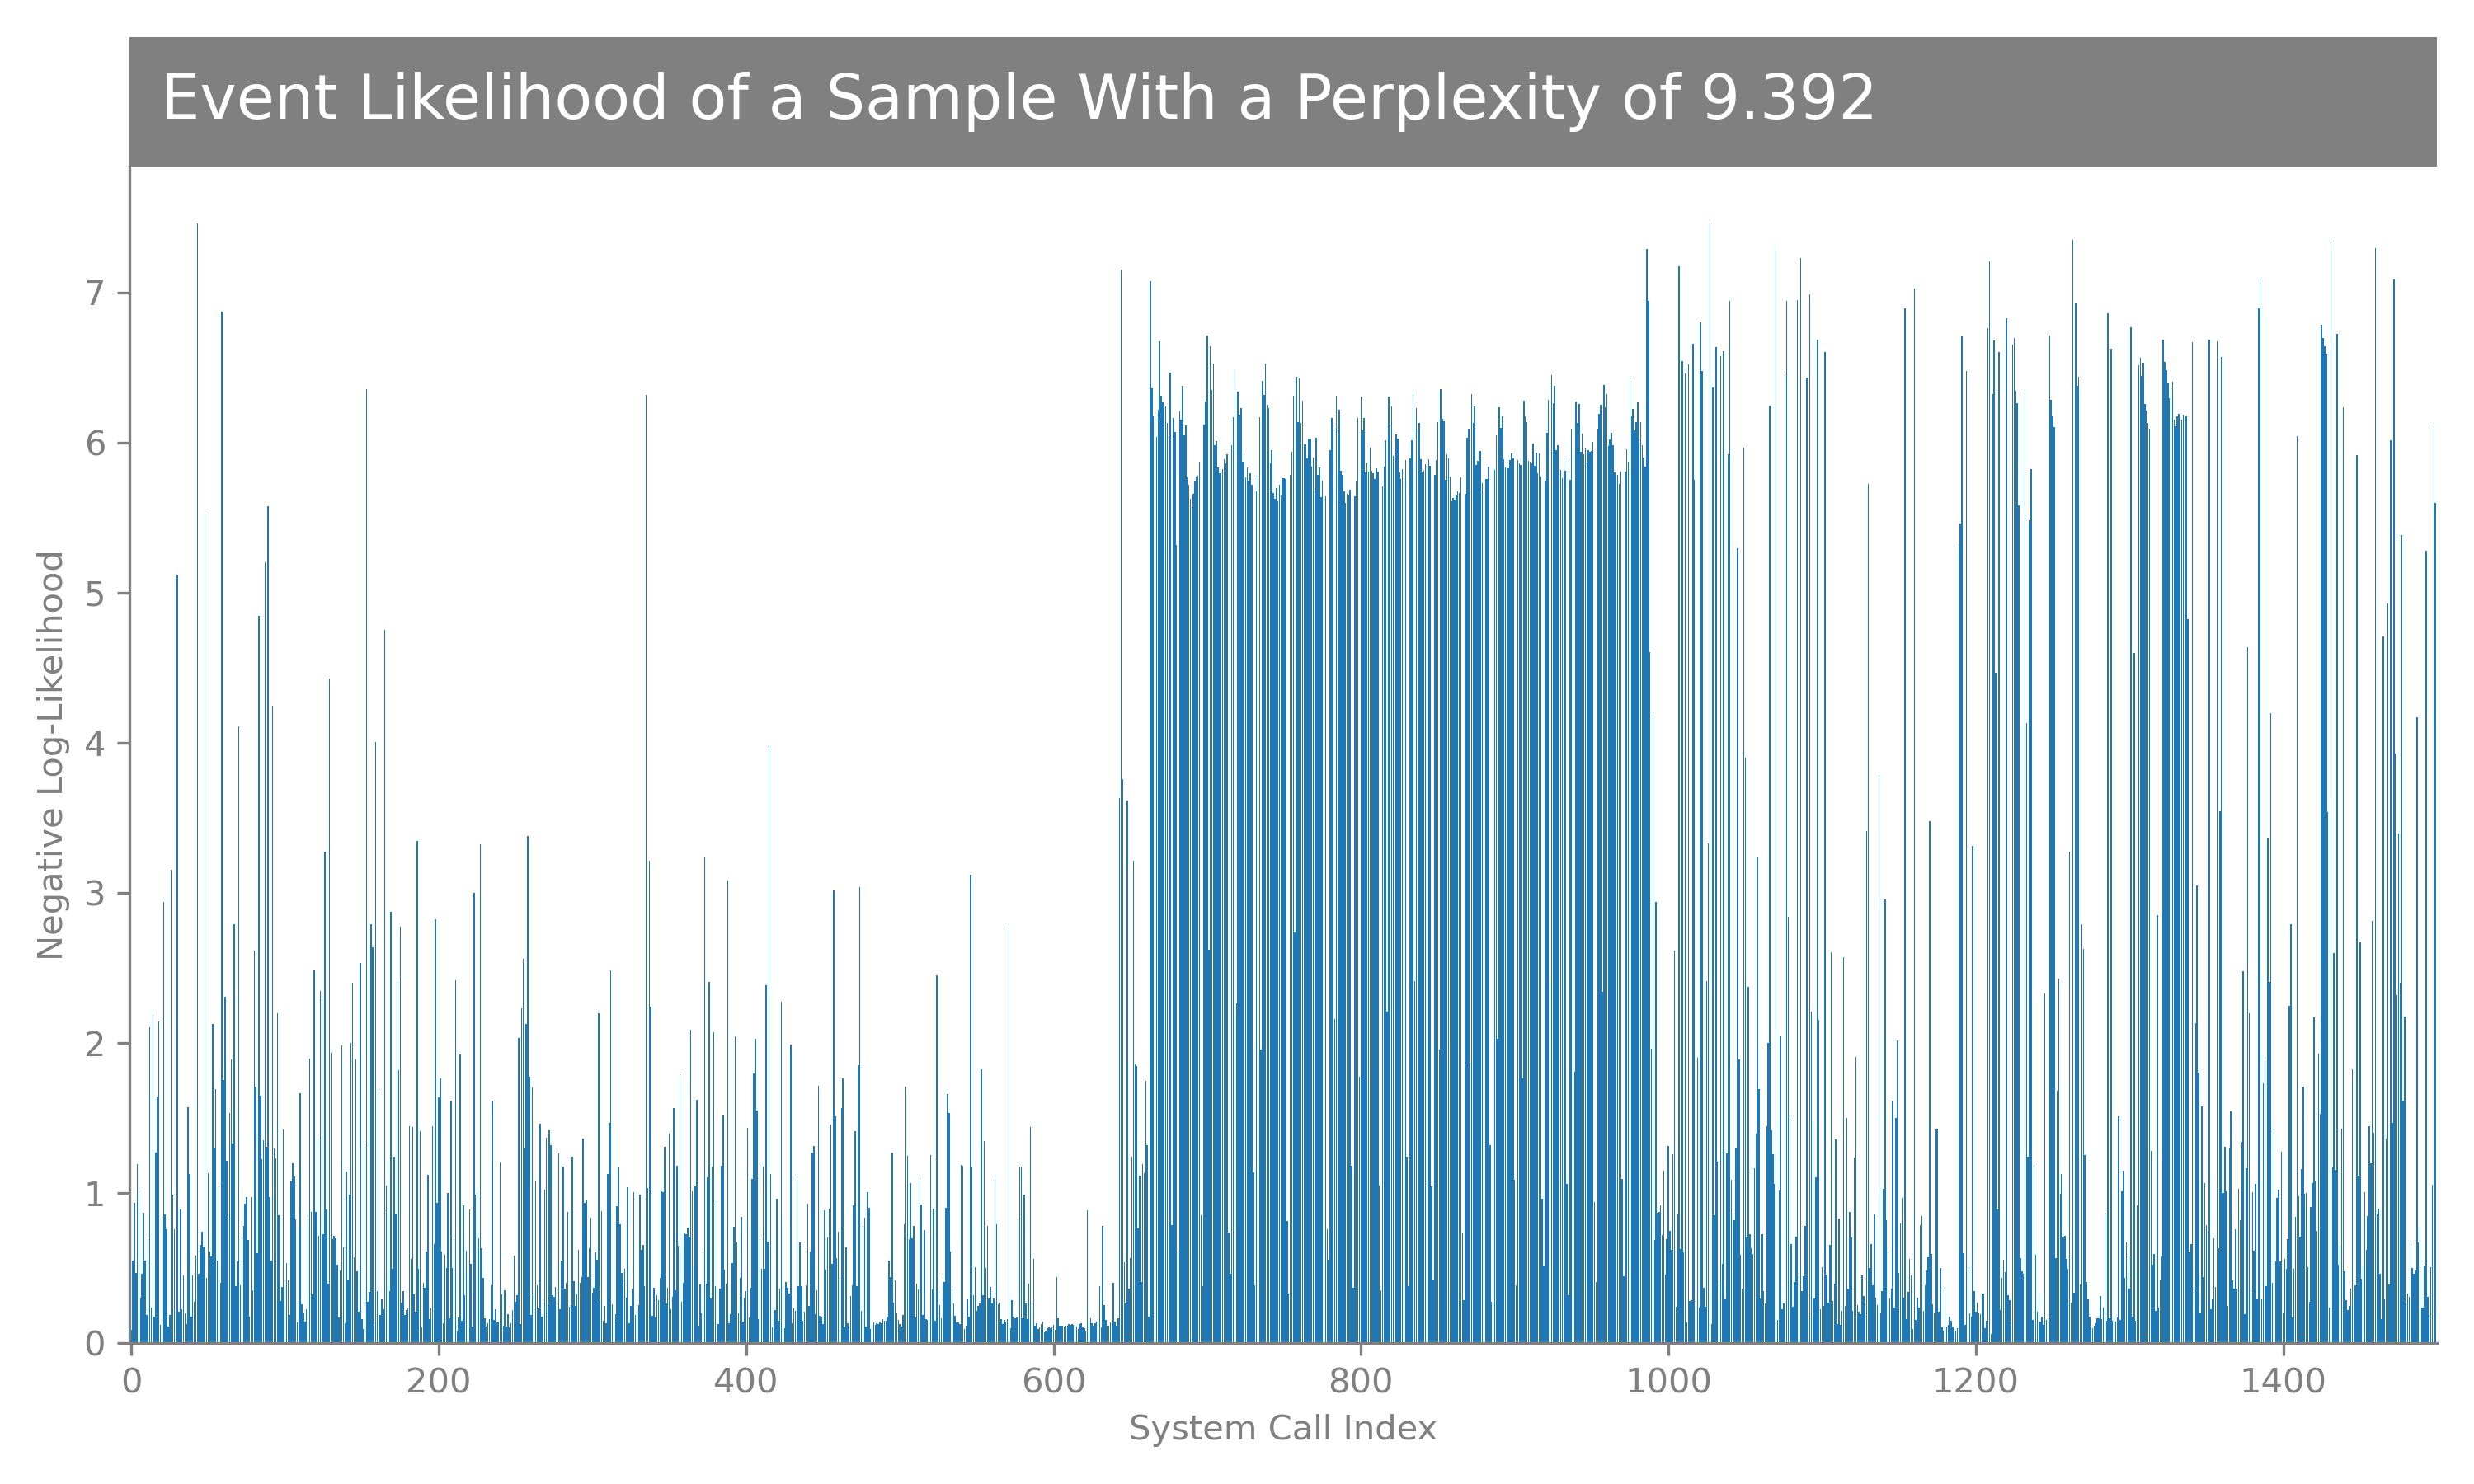 Event Likelihood of a Sample With a Perplexity of 9.392
7
6
5
4
3
2
1
0
Negative Log-Likelihood
0 200 400 600 800 1000 1200 1400
System Call Index